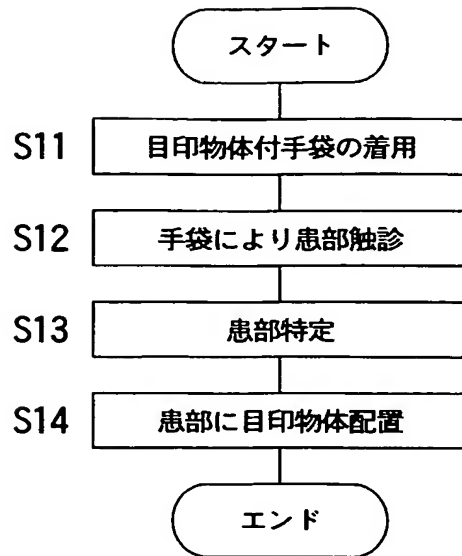 スタート
S11 目印物体付手袋の着用
S12 手袋により患部触診
S13 患部特定
S14 患部に目印物体配置
エンド